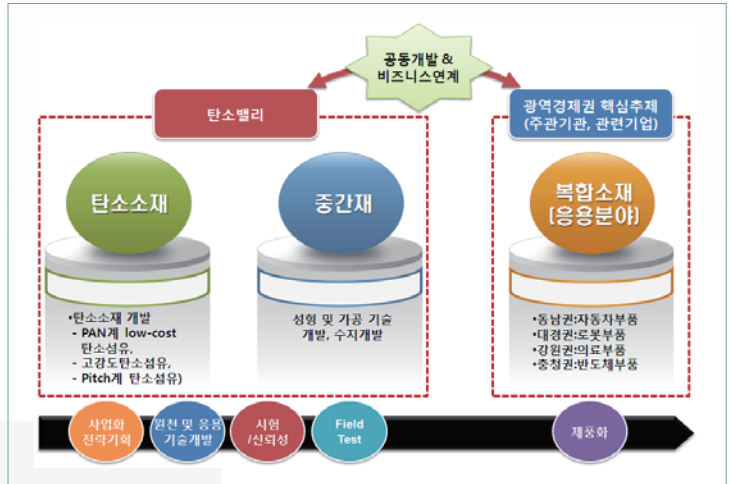 공동개발 &
비즈니스연계
탄소밸리
광역경제권 핵심추제
(주관기관, 관련기업)
탄소소재
중간재
복합소재
(응용분야)
•탄소소재 개발
- PAN계 low-cost
탄소섬유,
- 고강도탄소섬유,
- Pitch계 탄소섬유)
성형 및 가공 기술
개발, 수지개발
•동남권:자동차부품
•대경권:로봇부품
•강원권:의료부품
•충청권:반도체부품
사업화
전략기획
원천 및 응용
기술개발
시험
/신뢰성
Field
Test
제품화